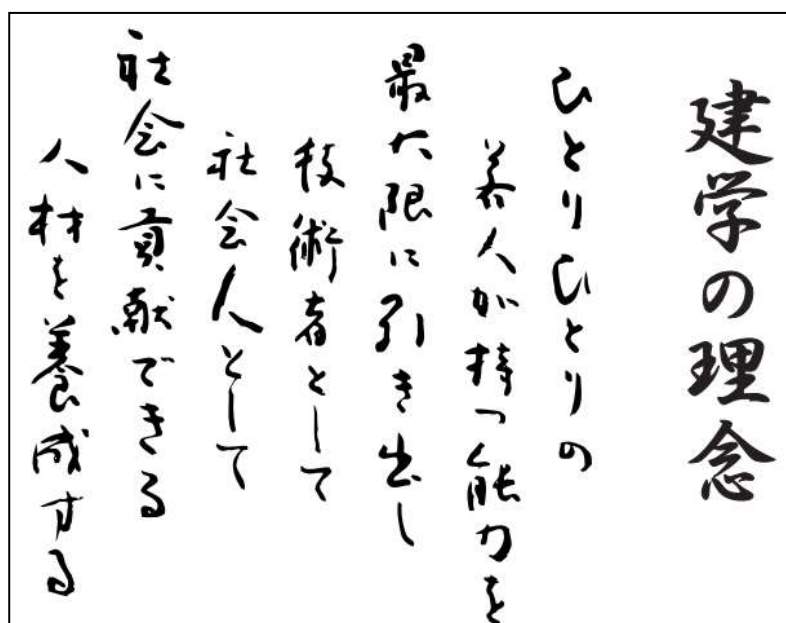 建学の理念
ひとりひとりの
若人が持つ能力を
最大限に引き出し
技術者として
社会人として
社会に貢献できる
人材を養成する